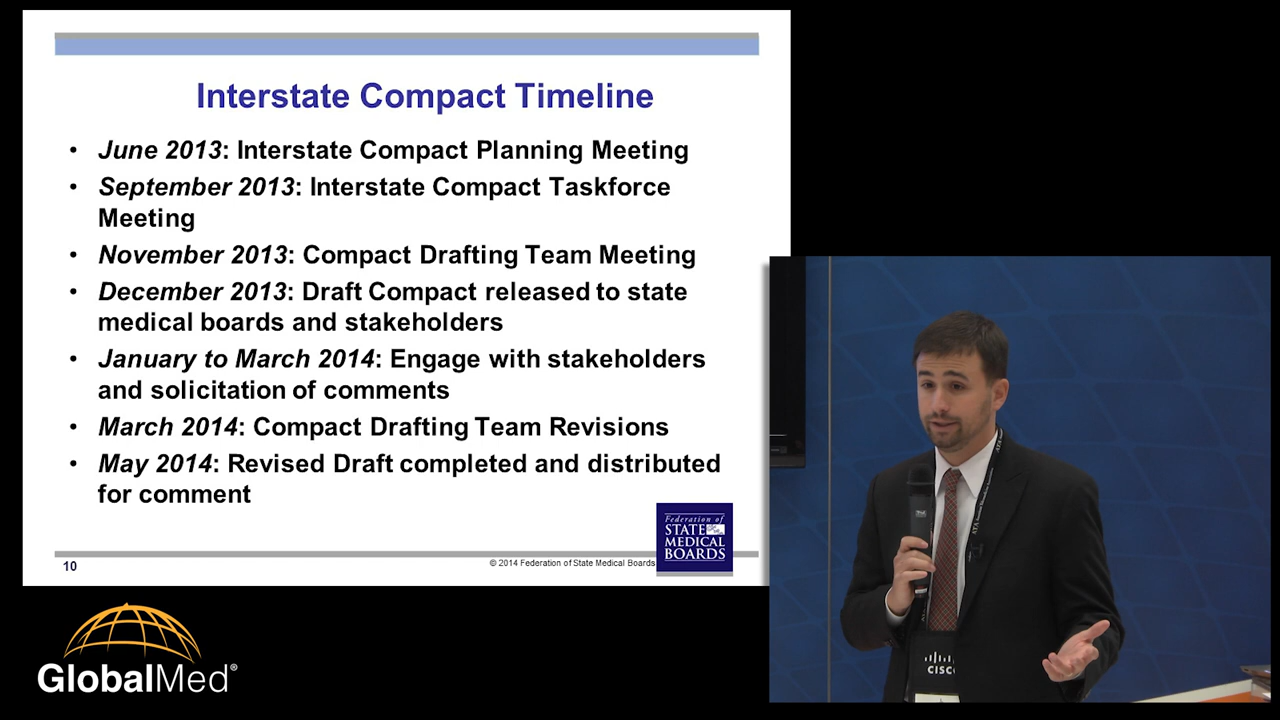 Interstate Compact Timeline
• June 2013: Interstate Compact Planning Meeting
• September 2013: Interstate Compact Taskforce
Meeting
• November 2013: Compact Drafting Team Meeting
• December 2013: Draft Compact released to state
medical boards and stakeholders
• January to March 2014: Engage with stakeholders
and solicitation of comments
• March 2014: Compact Drafting Team Revisions
• May 2014: Revised Draft completed and distributed
for comment
10
© 2014 Federation of State Medical Boards
Federation of
STATE
MEDICAL
BOARDS
GlobalMed®
ATA
CISCO